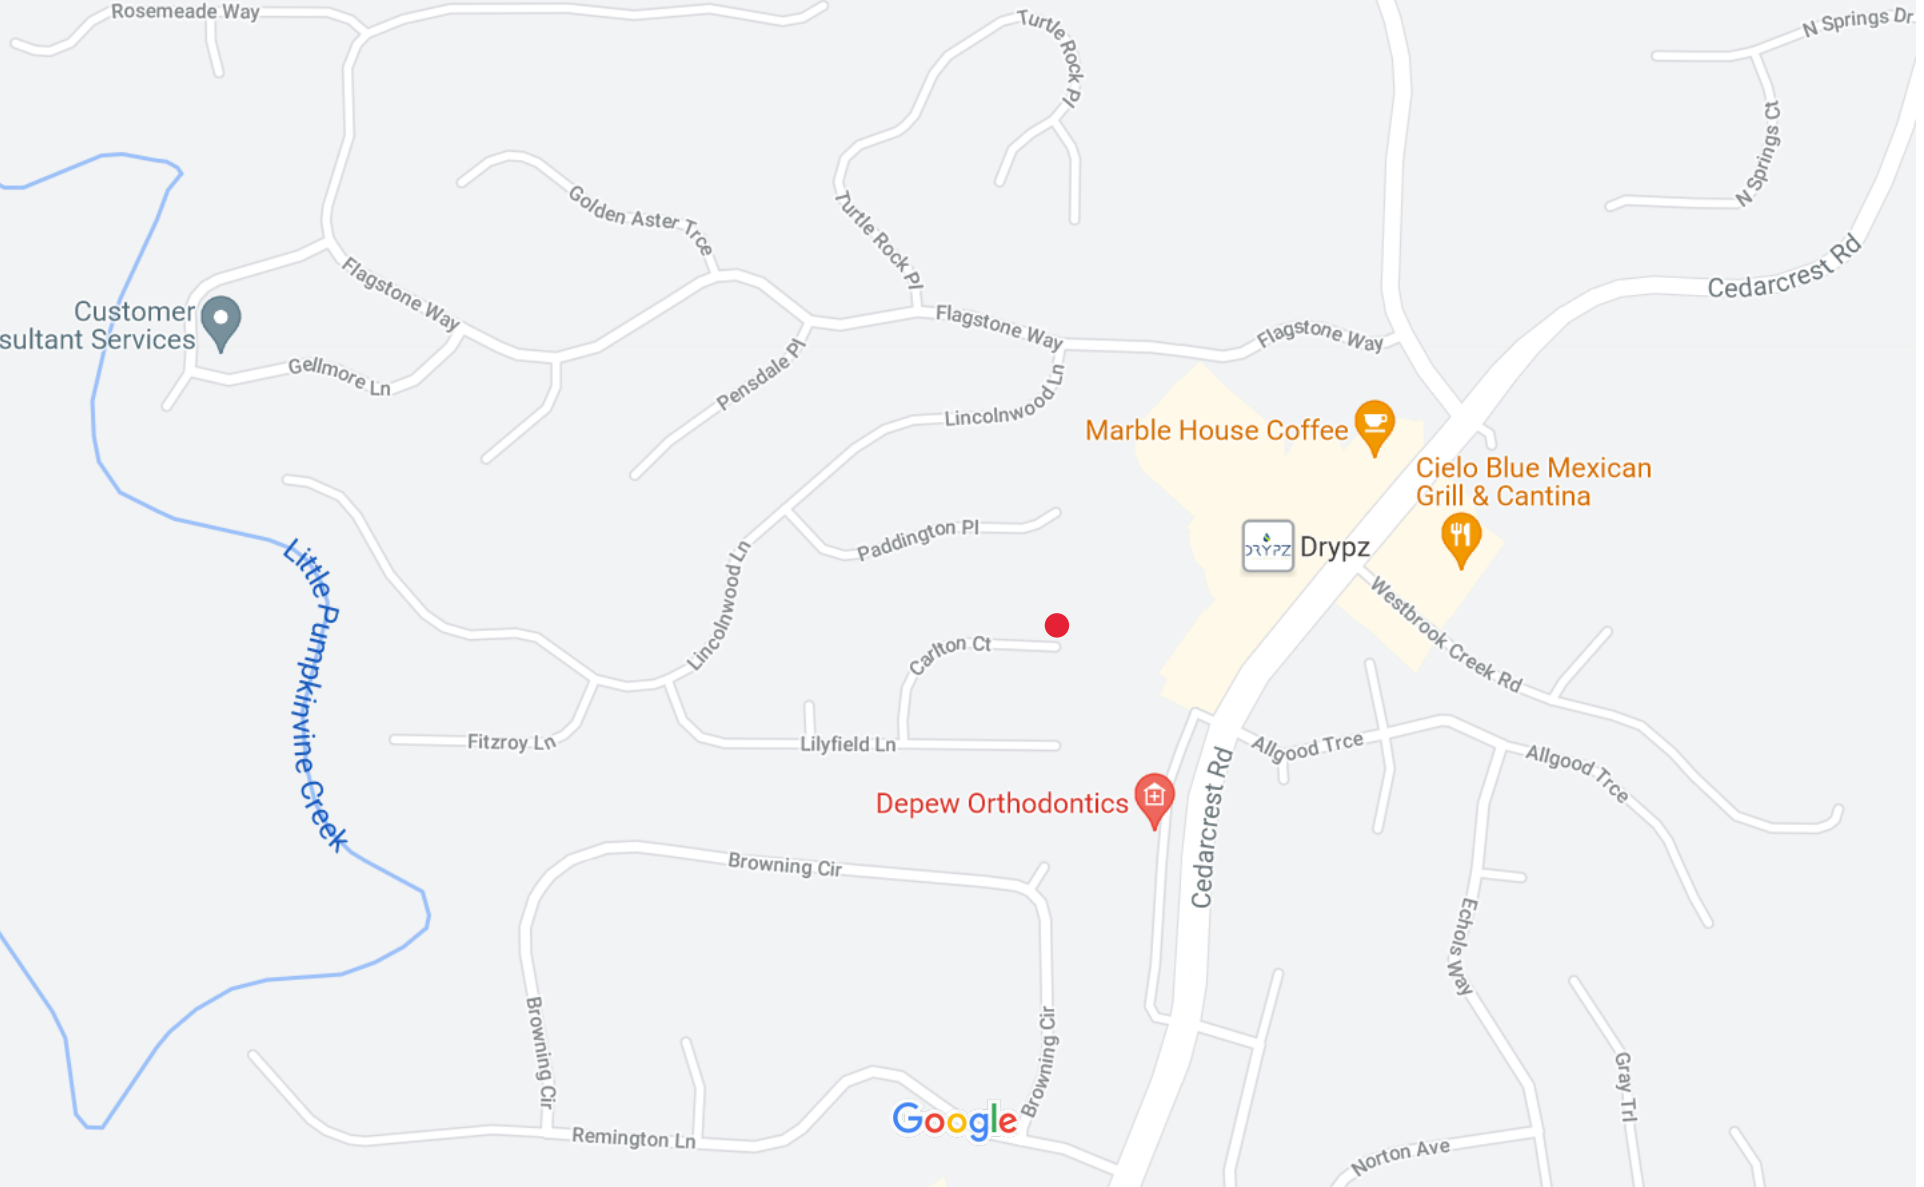 Rosemeade Way
Turtle Rock Pl
N Springs Dr
N Springs Ct
Golden Aster Trce
Turtle Rock Pl
Cedarcrest Rd
Flagstone Way
Customer
sultant Services
Flagstone Way
Flagstone Way
Gellmore Ln
Pensdale Pl
Lincolnwood Ln
Marble House Coffee
Cielo Blue Mexican
Grill & Cantina
Paddington Pl
DRYPZ
Drypz
Little Pumpkinvine Creek
Lincolnwood Ln
Westbrook Creek Rd
Carlton Ct
Fitzroy Ln
Lilyfield Ln
Allgood Trce
Allgood Trce
Depew Orthodontics
Cedarcrest Rd
Browning Cir
Echols Way
Browning Cir
Browning Cir
Gray Trl
Google
Remington Ln
Norton Ave